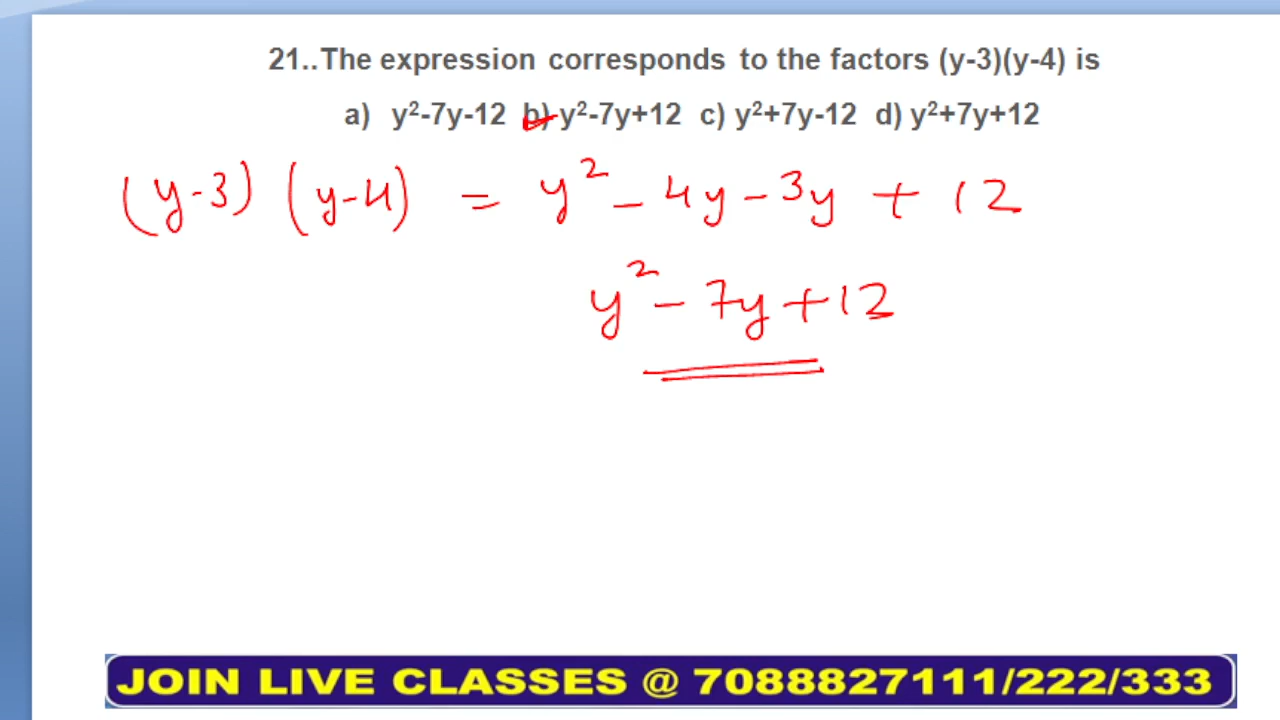 21..The expression corresponds to the factors (y-3)(y-4) is
a) y²-7y-12 b) y²-7y+12 c) y²+7y-12 d) y²+7y+12
(y-3) (y-4) = y² - 4y - 3y + 12
y² - 7y + 12
JOIN LIVE CLASSES @ 7088827111/222/333